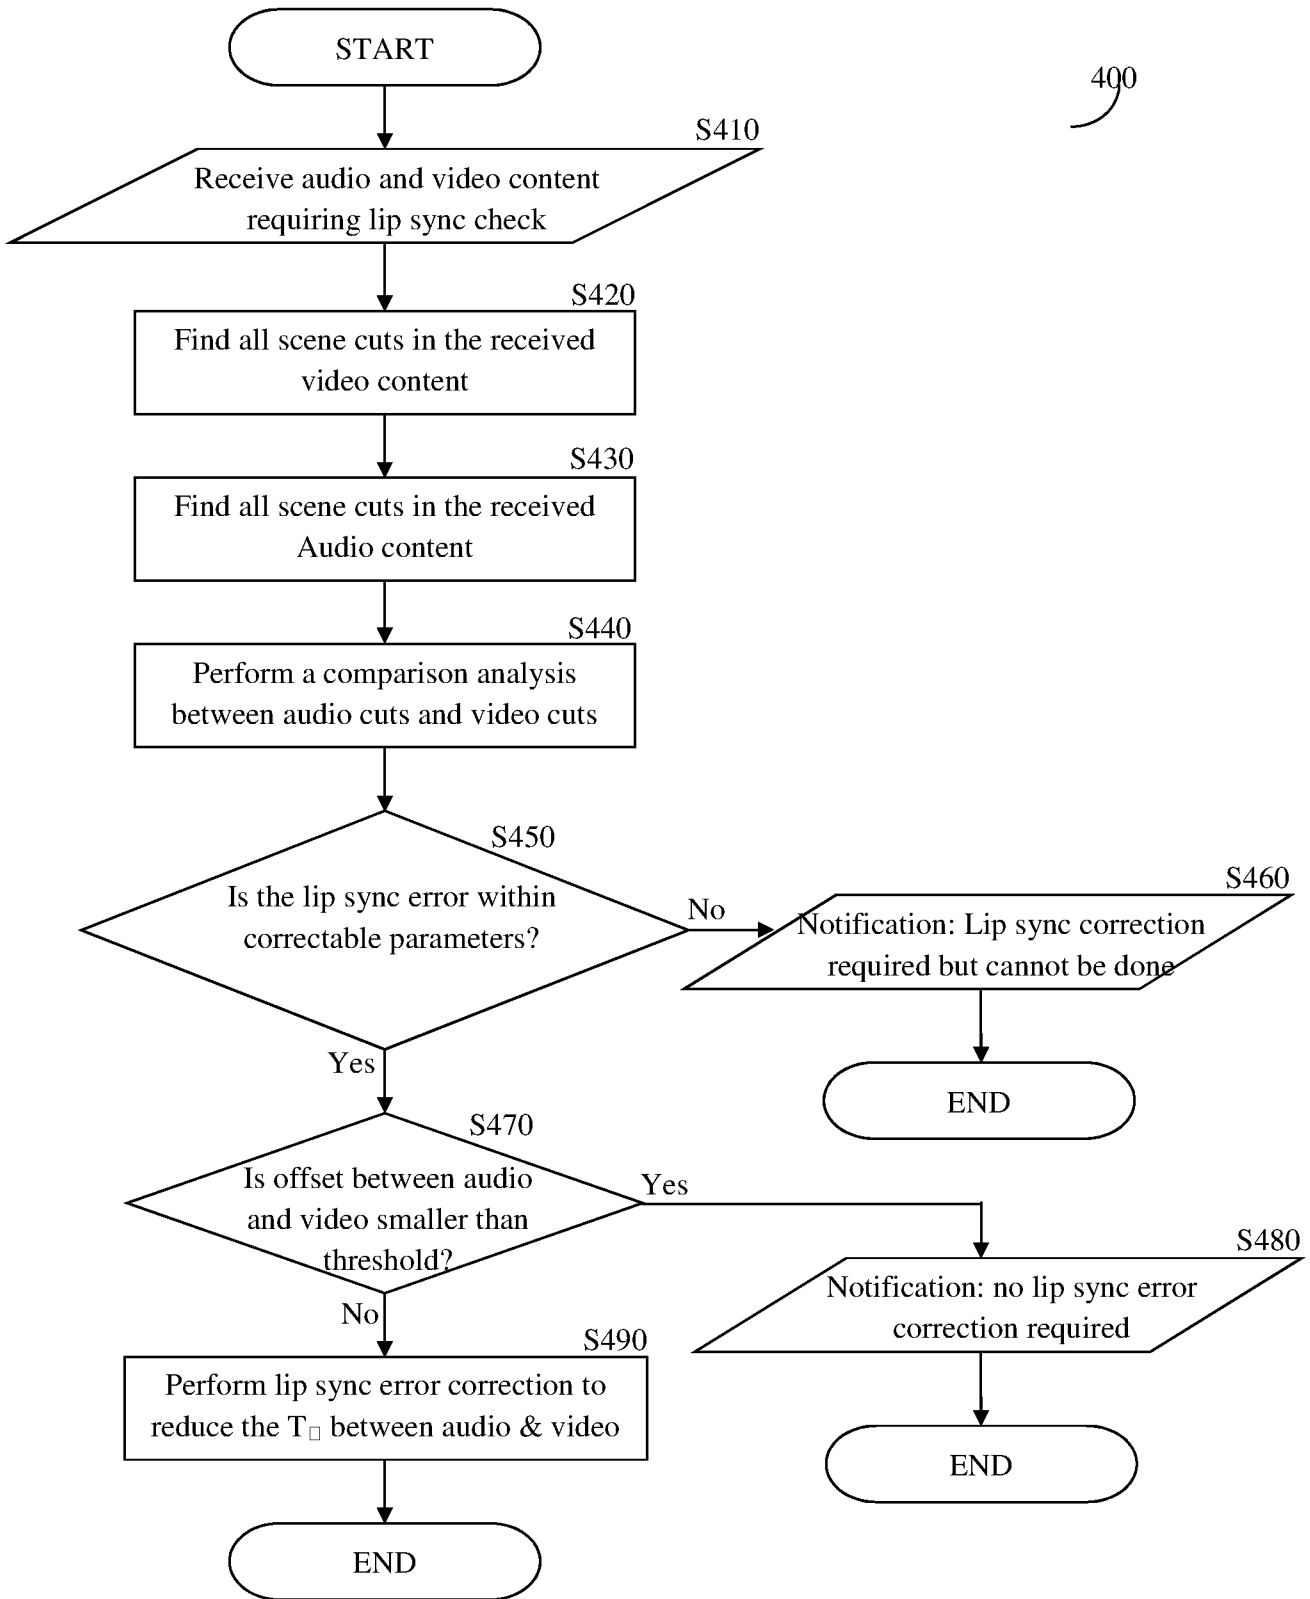 START
400
S410
Receive audio and video content
requiring lip sync check
S420
Find all scene cuts in the received
video content
S430
Find all scene cuts in the received
Audio content
S440
Perform a comparison analysis
between audio cuts and video cuts
S450
Is the lip sync error within
correctable parameters?
No
S460
Notification: Lip sync correction
required but cannot be done
Yes
END
S470
Is offset between audio
and video smaller than
threshold?
Yes
S480
Notification: no lip sync error
correction required
No
S490
Perform lip sync error correction to
reduce the T□ between audio & video
END
END